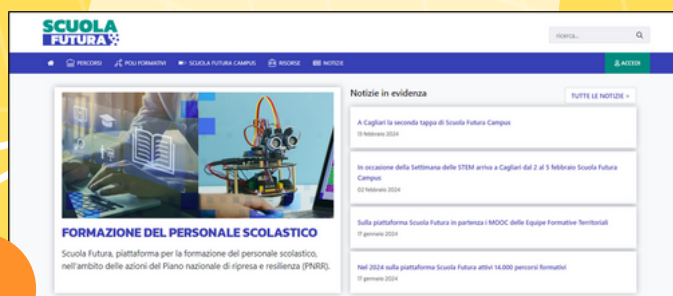 SCUOLA
FUTURA
ricerca...
PERCORSI
POLI FORMATIVI
SCUOLA FUTURA CAMPUS
RISORSE
NOTIZIE
ACCEDI
Notizie in evidenza
TUTTE LE NOTIZIE »
A Cagliari la seconda tappa di Scuola Futura Campus
13 febbraio 2024
In occasione della Settimana delle STEM arriva a Cagliari dal 2 al 5 febbraio Scuola Futura
Campus
02 febbraio 2024
Sulla piattaforma Scuola Futura in partenza i MOOC delle Equipe Formative Territoriali
17 gennaio 2024
Nel 2024 sulla piattaforma Scuola Futura attivi 14.000 percorsi formativi
17 gennaio 2024
FORMAZIONE DEL PERSONALE SCOLASTICO
Scuola Futura, piattaforma per la formazione del personale scolastico,
nell'ambito delle azioni del Piano nazionale di ripresa e resilienza (PNRR).